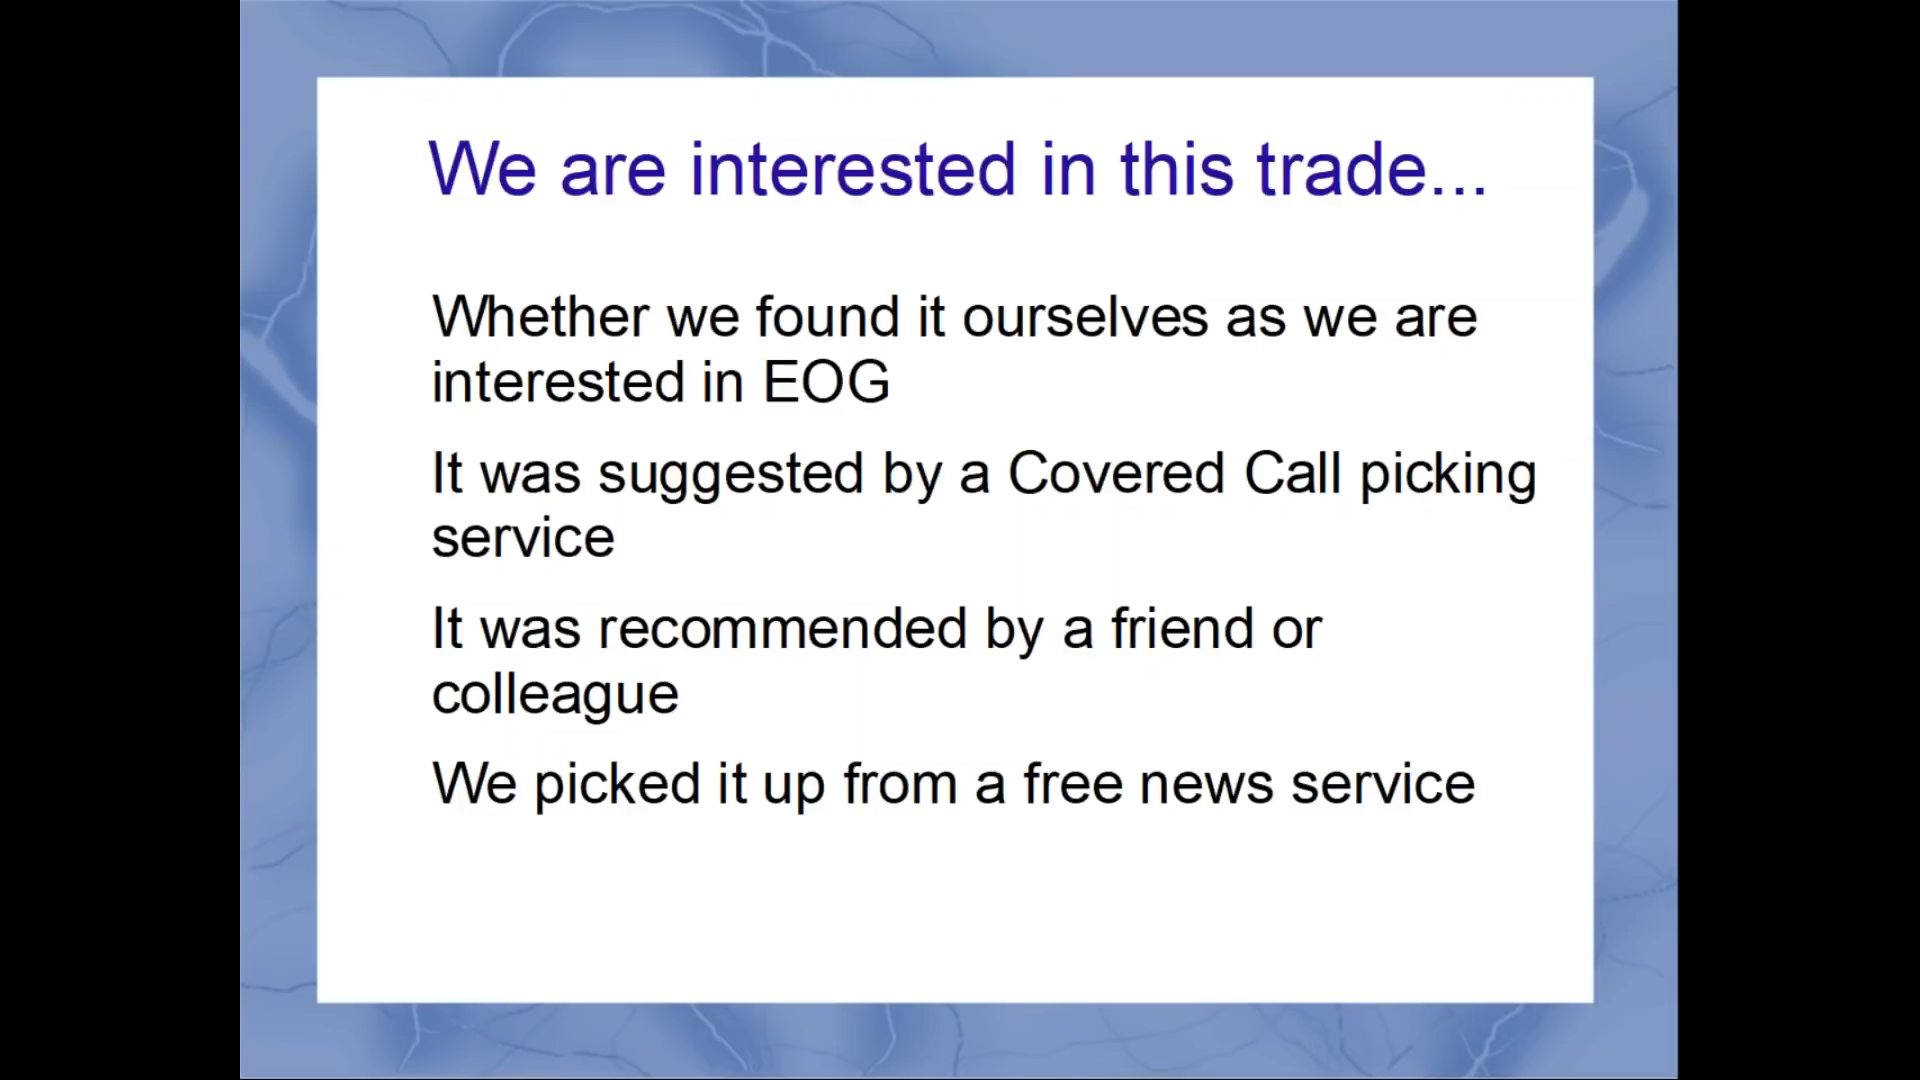 We are interested in this trade...
Whether we found it ourselves as we are
interested in EOG
It was suggested by a Covered Call picking
service
It was recommended by a friend or
colleague
We picked it up from a free news service